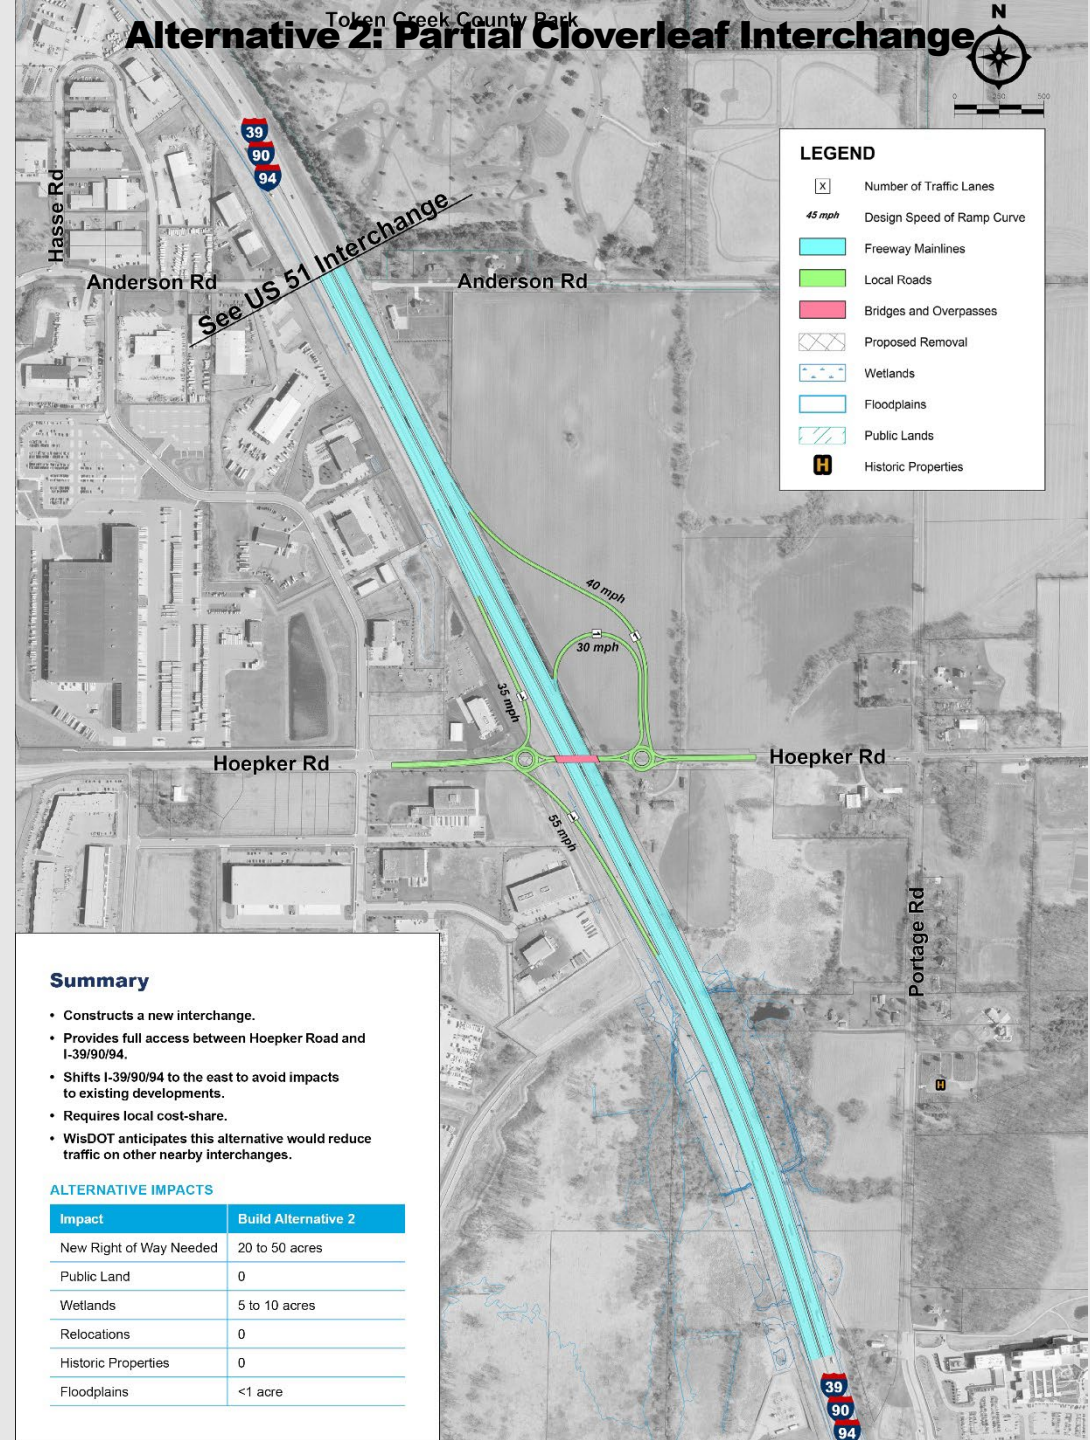 Token Creek County Park
Alternative 2: Partial Cloverleaf Interchange
N
0 250 500
39
90
94
LEGEND
X Number of Traffic Lanes
45 mph Design Speed of Ramp Curve
Freeway Mainlines
Local Roads
Bridges and Overpasses
Proposed Removal
Wetlands
Floodplains
Public Lands
H Historic Properties
Hasse Rd
Anderson Rd
See US 51 Interchange
Anderson Rd
40 mph
1
1
30 mph
35 mph
1
Hoepker Rd
Hoepker Rd
55 mph
1
Portage Rd
H
Summary
• Constructs a new interchange.
• Provides full access between Hoepker Road and
I-39/90/94.
• Shifts I-39/90/94 to the east to avoid impacts
to existing developments.
• Requires local cost-share.
• WisDOT anticipates this alternative would reduce
traffic on other nearby interchanges.
ALTERNATIVE IMPACTS
Impact Build Alternative 2
New Right of Way Needed 20 to 50 acres
Public Land 0
Wetlands 5 to 10 acres
Relocations 0
Historic Properties 0
Floodplains <1 acre
39
90
94